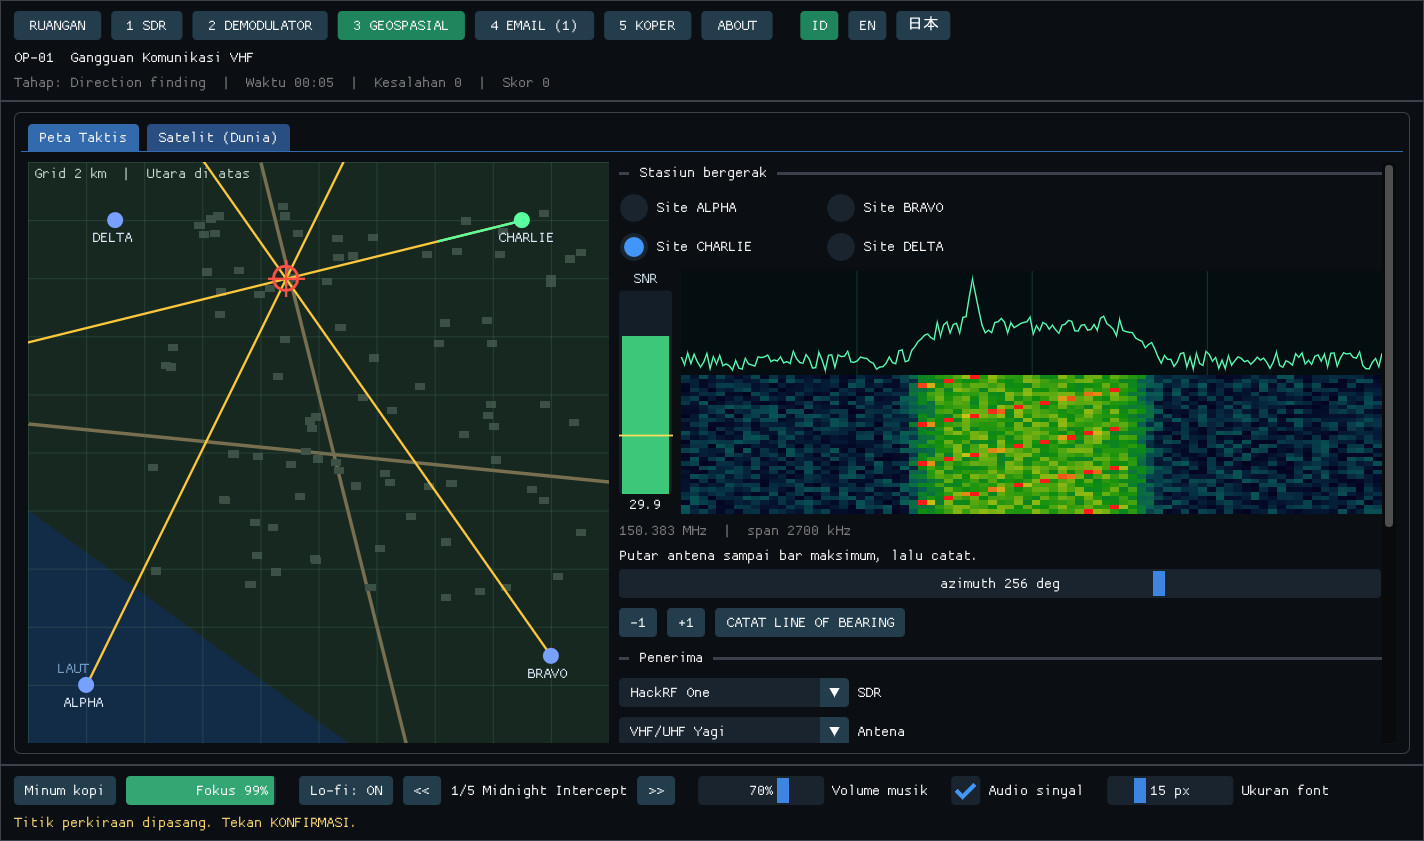 RUANGAN 1 SDR 2 DEMODULATOR 3 GEOSPASIAL 4 EMAIL (1) 5 KOPER ABOUT ID EN 日本
OP-01 Gangguan Komunikasi VHF
Tahap: Direction finding | Waktu 00:05 | Kesalahan 0 | Skor 0
Peta Taktis Satelit (Dunia)
Grid 2 km | Utara di atas
DELTA
CHARLIE
LAUT
ALPHA
BRAVO
Stasiun bergerak
Site ALPHA Site BRAVO
Site CHARLIE Site DELTA
SNR
29.9
150.383 MHz | span 2700 kHz
Putar antena sampai bar maksimum, lalu catat.
azimuth 256 deg
-1 +1 CATAT LINE OF BEARING
Penerima
HackRF One ▼ SDR
VHF/UHF Yagi ▼ Antena
Minum kopi Fokus 99% Lo-fi: ON << 1/5 Midnight Intercept >> 70% Volume musik Audio sinyal 15 px Ukuran font
Titik perkiraan dipasang. Tekan KONFIRMASI.